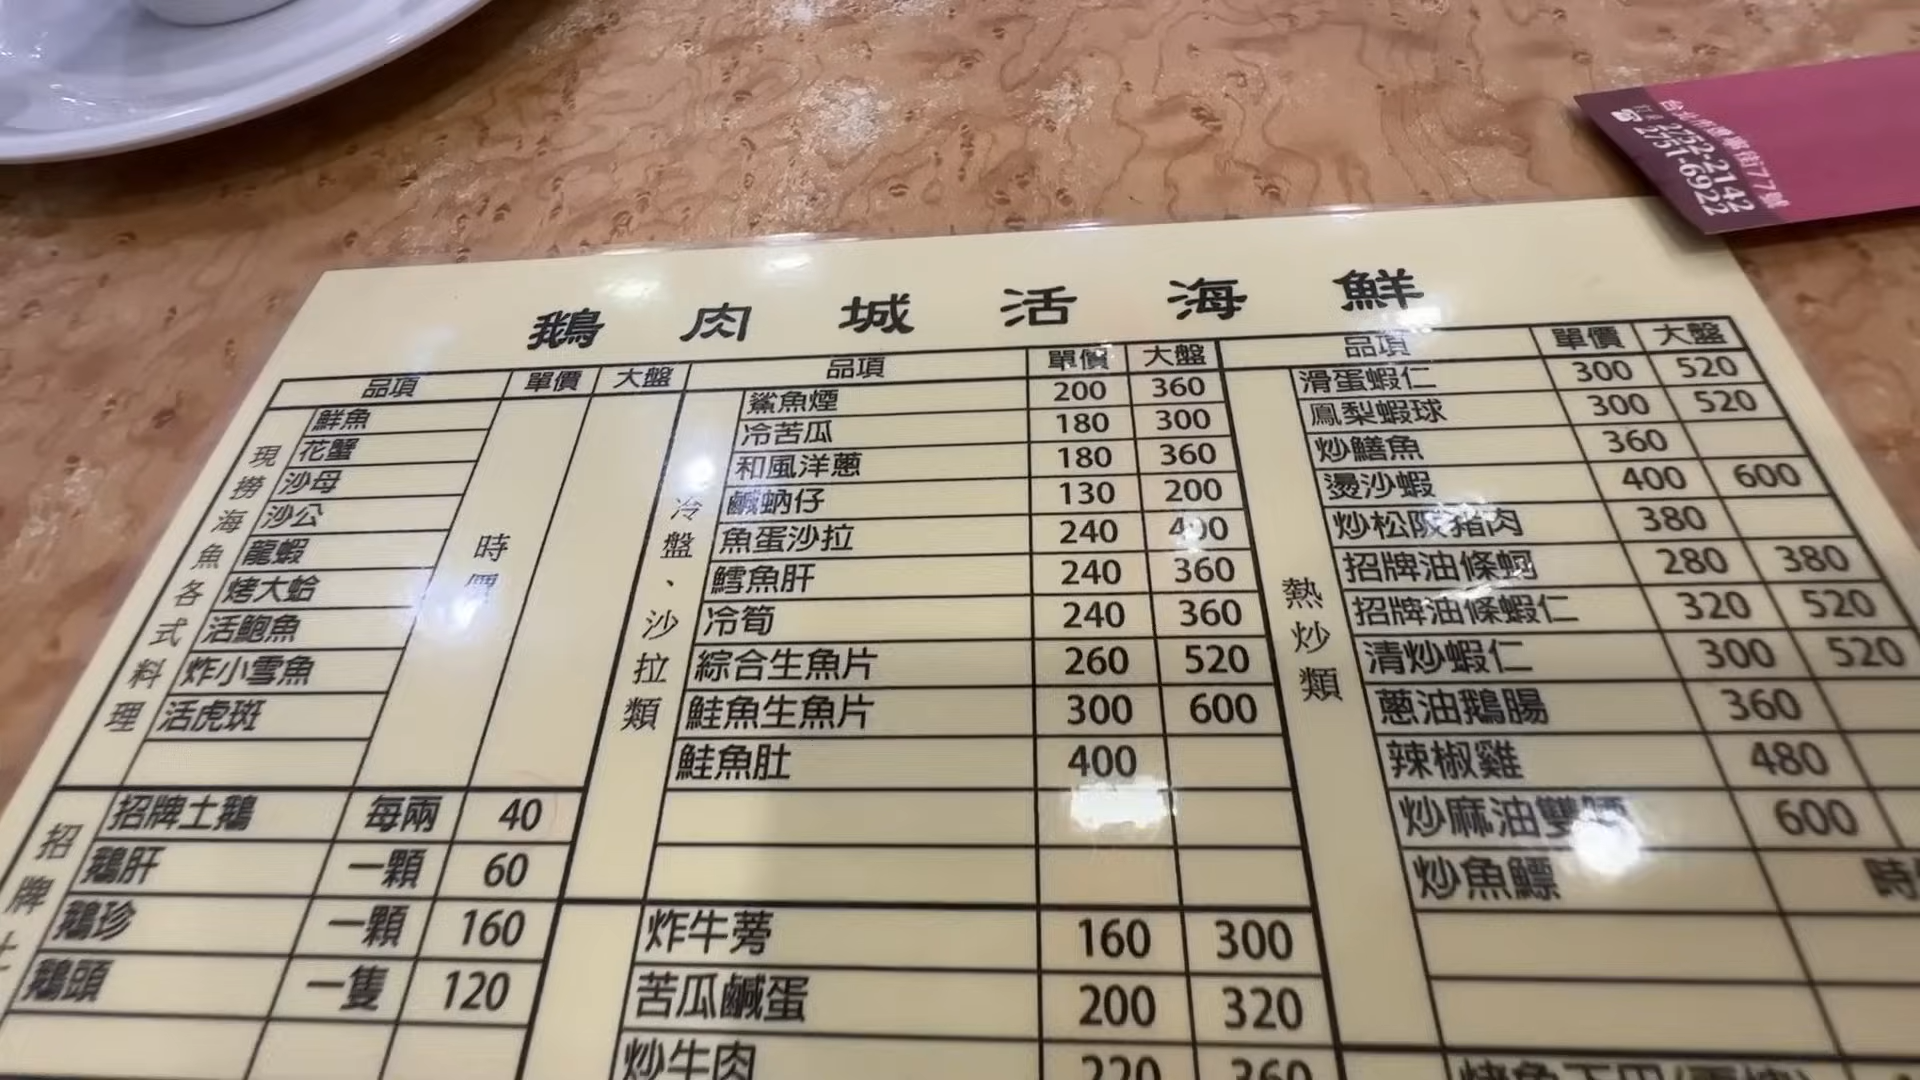 訂桌
2752-2142
2751-6922
鵝肉城活海鮮
品項 單價 大盤
現撈海魚各式料理
鮮魚
花蟹
沙母
沙公
龍蝦
烤大蛤
活鮑魚
炸小雪魚
活虎斑
時價
招牌土
招牌土鵝 每兩 40
鵝肝 一顆 60
鵝珍 一顆 160
鵝頭 一隻 120
品項 單價 大盤
冷盤、沙拉類
鯊魚煙 200 360
冷苦瓜 180 300
和風洋蔥 180 360
鹹蚋仔 130 200
魚蛋沙拉 240 400
鱈魚肝 240 360
冷筍 240 360
綜合生魚片 260 520
鮭魚生魚片 300 600
鮭魚肚 400
炸牛蒡 160 300
苦瓜鹹蛋 200 320
炒牛肉 220 360
品項 單價 大盤
熱炒類
滑蛋蝦仁 300 520
鳳梨蝦球 300 520
炒鱔魚 360
燙沙蝦 400 600
炒松阪豬肉 380
招牌油條蚵 280 380
招牌油條蝦仁 320 520
清炒蝦仁 300 520
蔥油鵝腸 360
辣椒雞 480
炒麻油雙 600
炒魚鰾 時